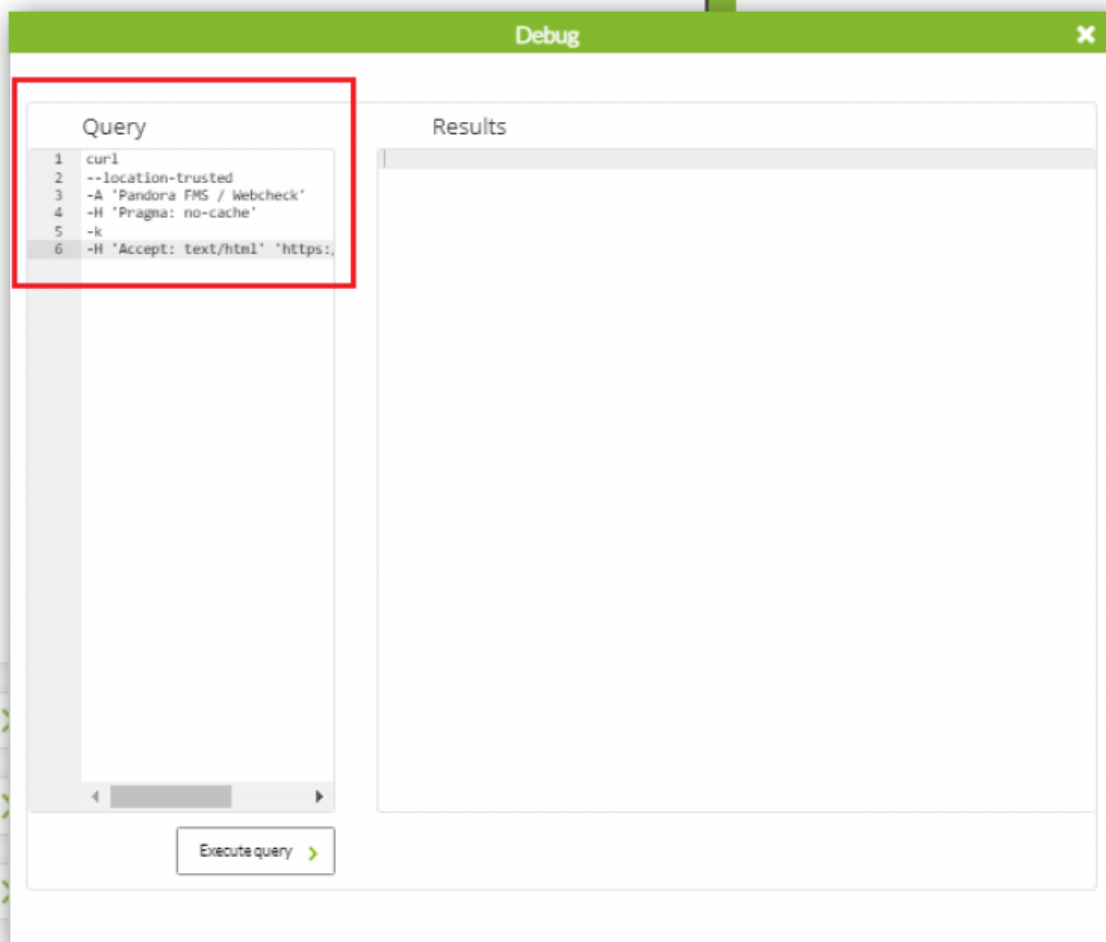 Debug
Query
Results
1 curl
2 --location-trusted
3 -A 'Pandora FMS / Webcheck'
4 -H 'Pragma: no-cache'
5 -k
6 -H 'Accept: text/html' 'https:/
Execute query